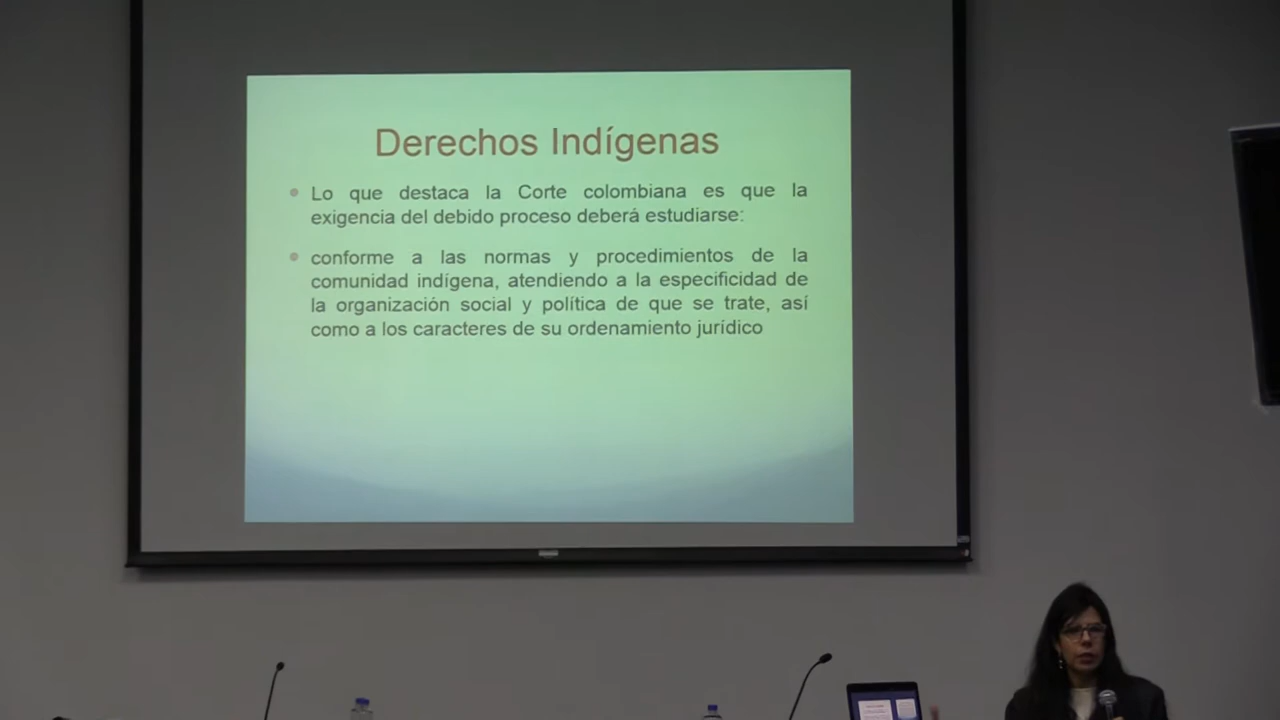 Derechos Indígenas
Lo que destaca la Corte colombiana es que la
exigencia del debido proceso deberá estudiarse:
conforme a las normas y procedimientos de la
comunidad indígena, atendiendo a la especificidad de
la organización social y política de que se trate, así
como a los caracteres de su ordenamiento jurídico